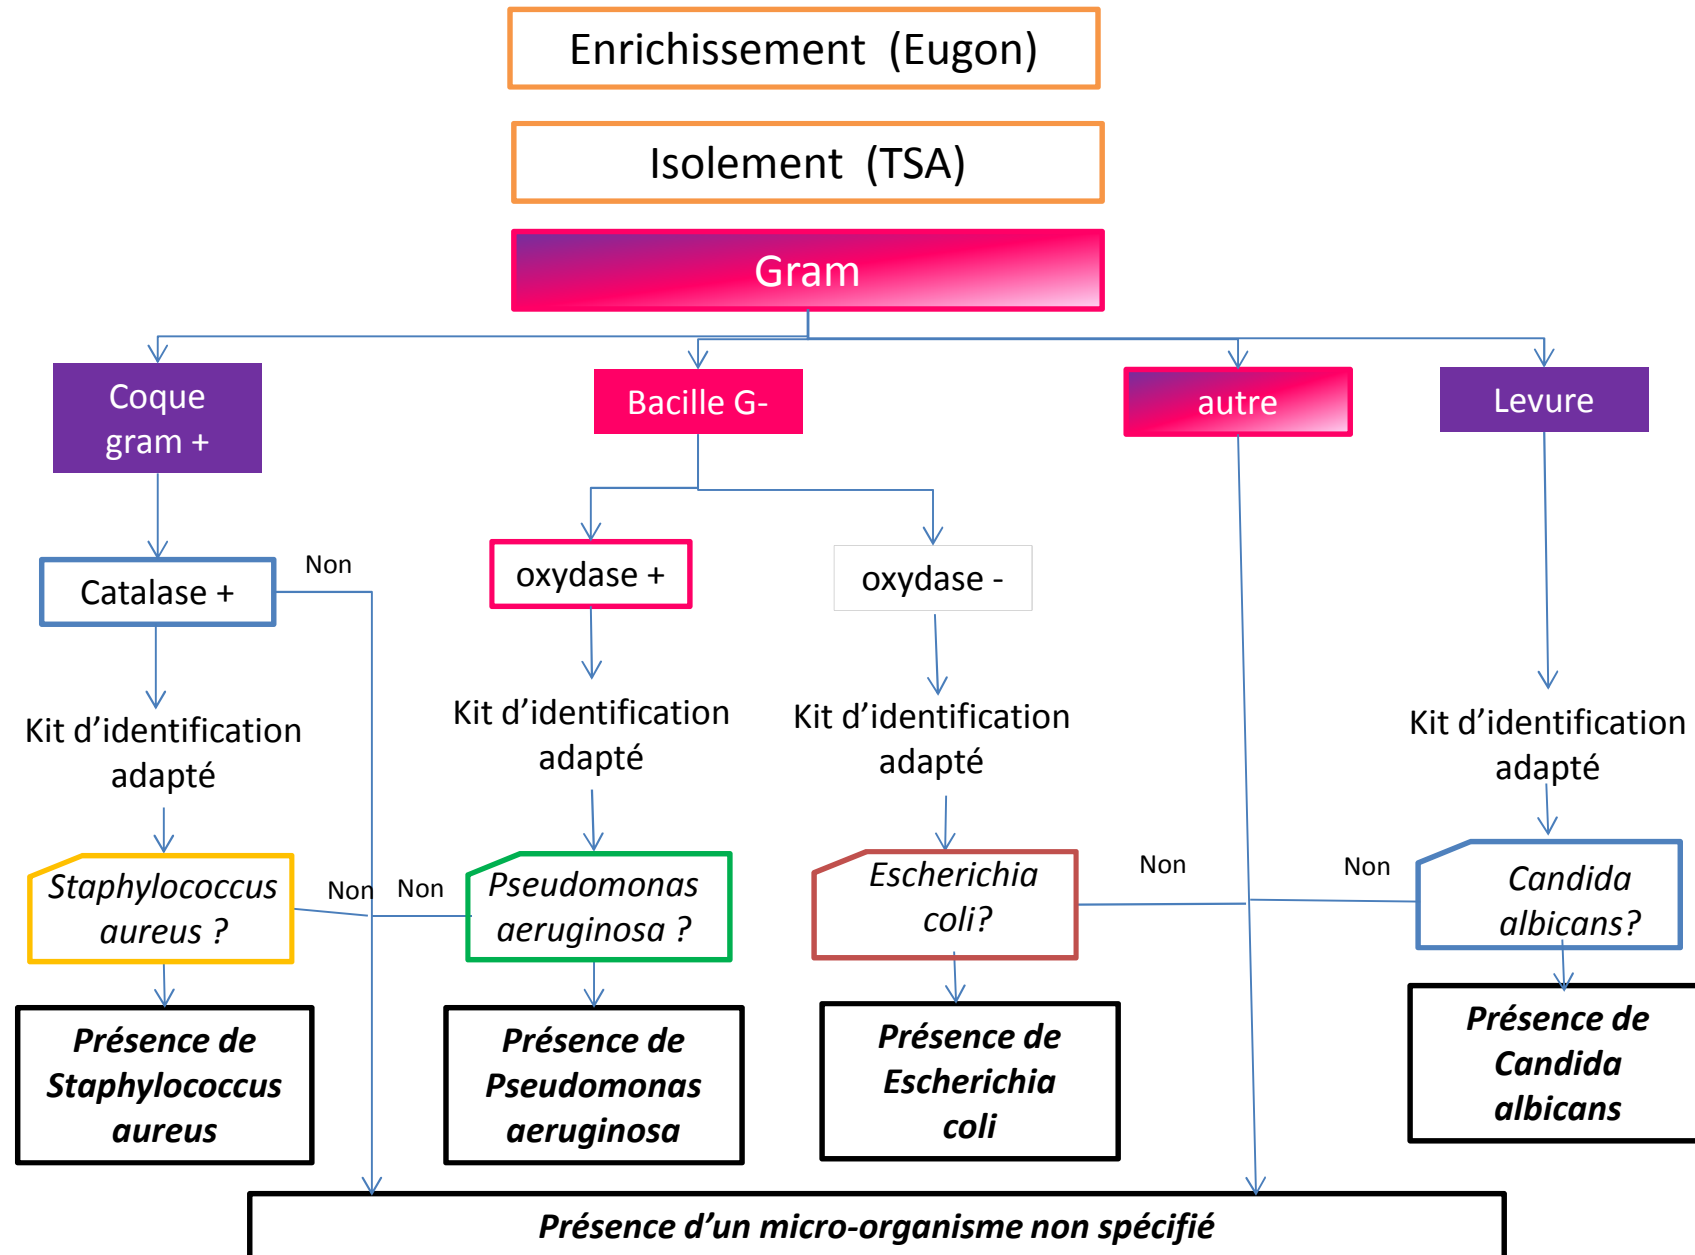 Enrichissement (Eugon)
Isolement (TSA)
Gram
Coque
gram +
Bacille G-
autre
Levure
Catalase +
Non
oxydase +
oxydase -
Kit d’identification
adapté
Kit d’identification
adapté
Kit d’identification
adapté
Kit d’identification
adapté
Staphylococcus
aureus ?
Non
Non
Pseudomonas
aeruginosa ?
Escherichia
coli?
Non
Non
Candida
albicans?
Présence de
Staphylococcus
aureus
Présence de
Pseudomonas
aeruginosa
Présence de
Escherichia
coli
Présence de
Candida
albicans
Présence d’un micro-organisme non spécifié